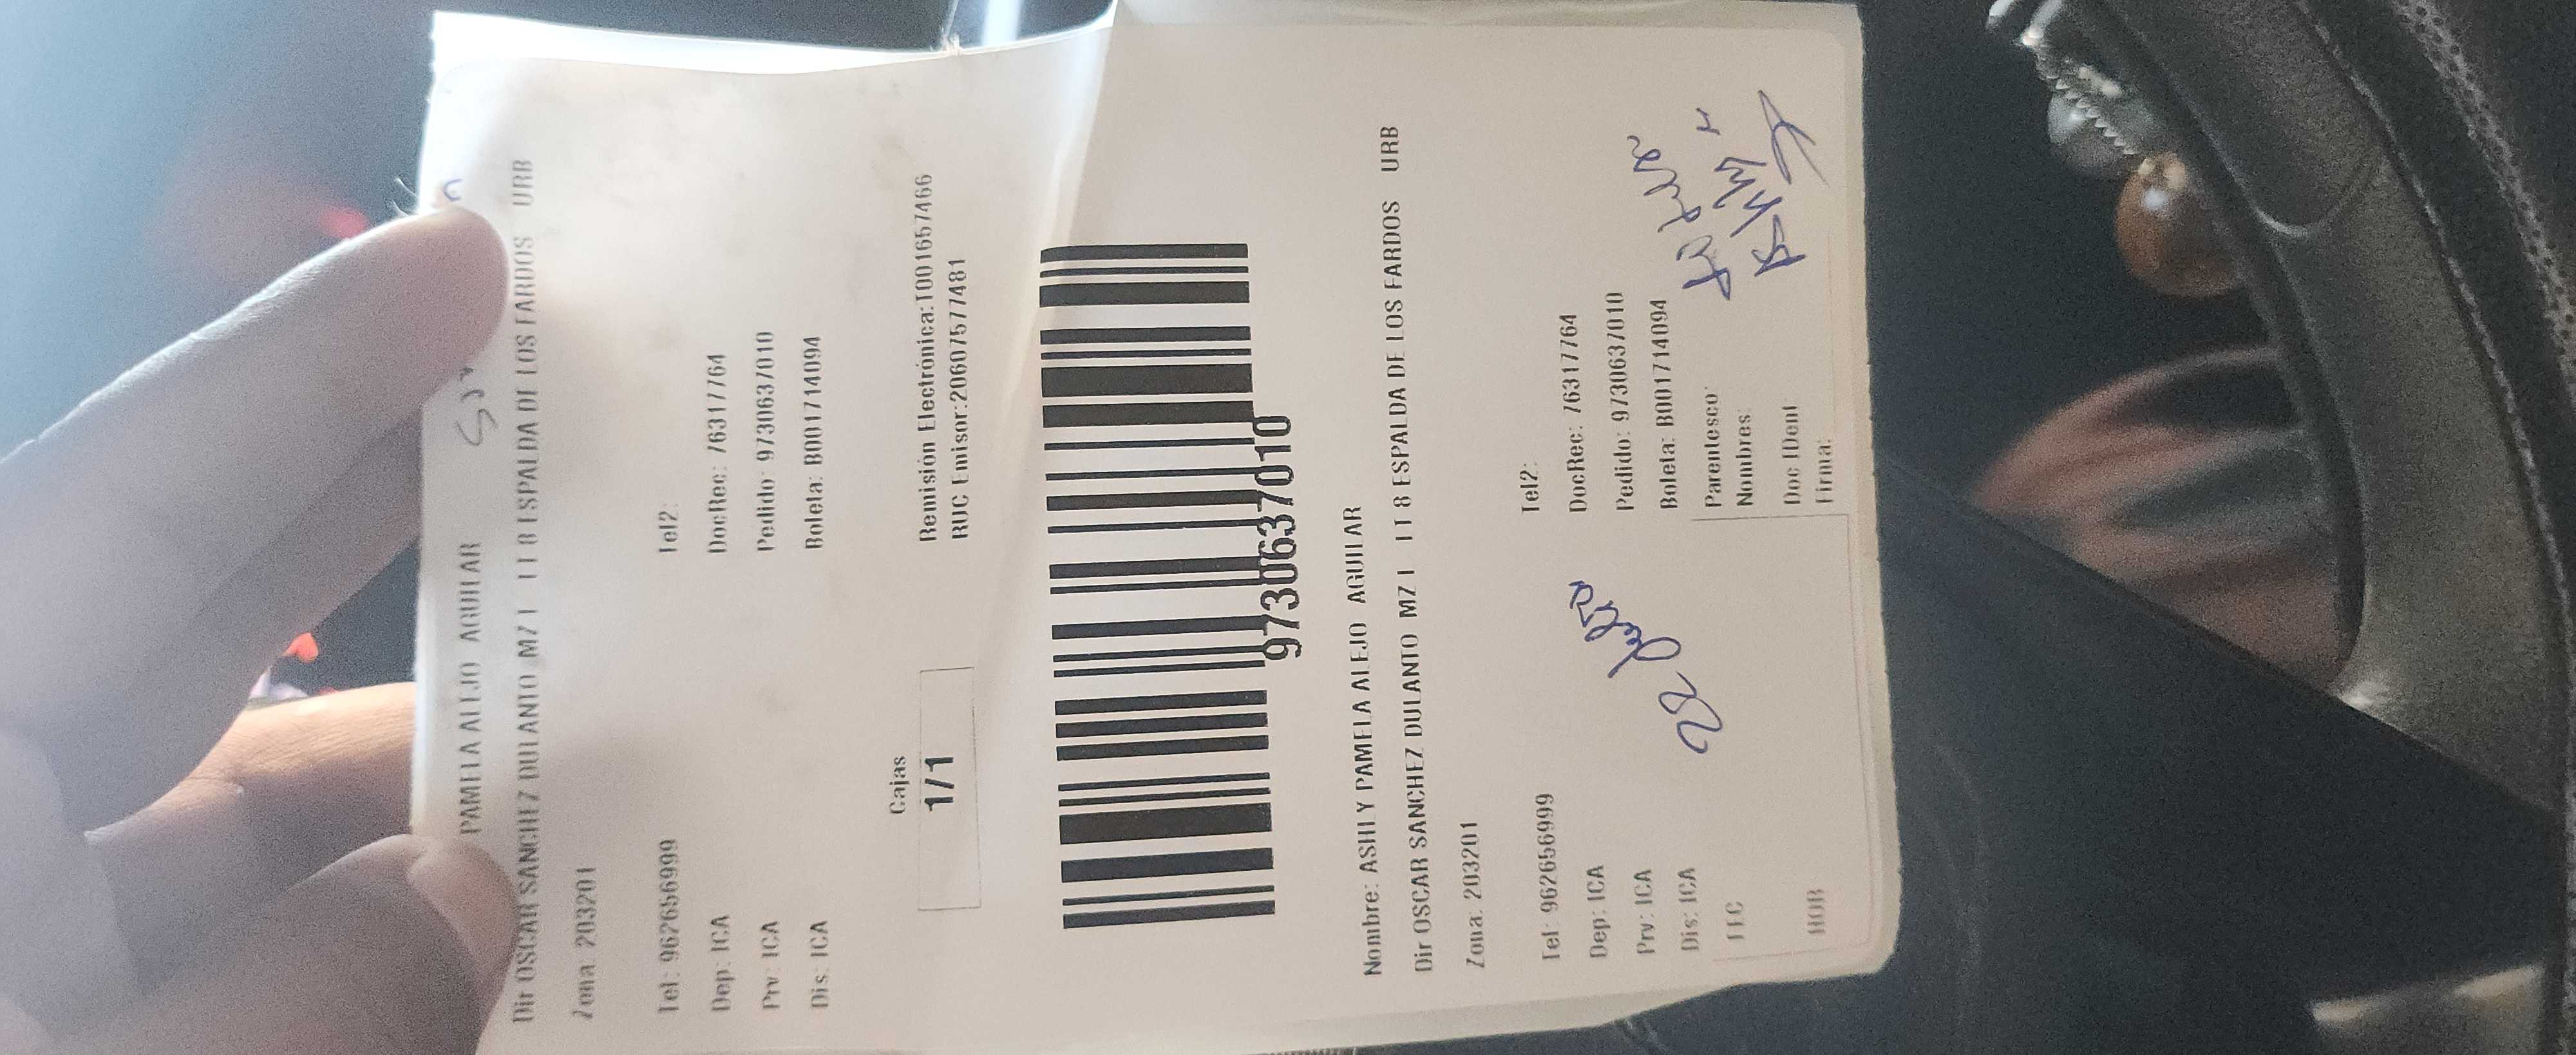 PAMELA ALEJO AGUILAR
Dir OSCAR SANCHEZ DULANTO MZ I LT 8 ESPALDA DE LOS FARDOS URB
Zona: 203201
Tel: 962656999 Tel2:
Dep: ICA DocRec: 76317764
Prv: ICA Pedido: 9730637010
Dis: ICA Boleta: B001714094
Cajas
1/1
Remisión Electrónica:T001657466
RUC Emisor:20607577481
9730637010
Nombre: ASHLY PAMELA ALEJO AGUILAR
Dir OSCAR SANCHEZ DULANTO MZ I LT 8 ESPALDA DE LOS FARDOS URB
Zona: 203201
Tel: 962656999 Tel2:
Dep: ICA DocRec: 76317764
Prv: ICA Pedido: 9730637010
Dis: ICA Boleta: B001714094
Parentesco:
Nombres:
Doc IDent
Firma: